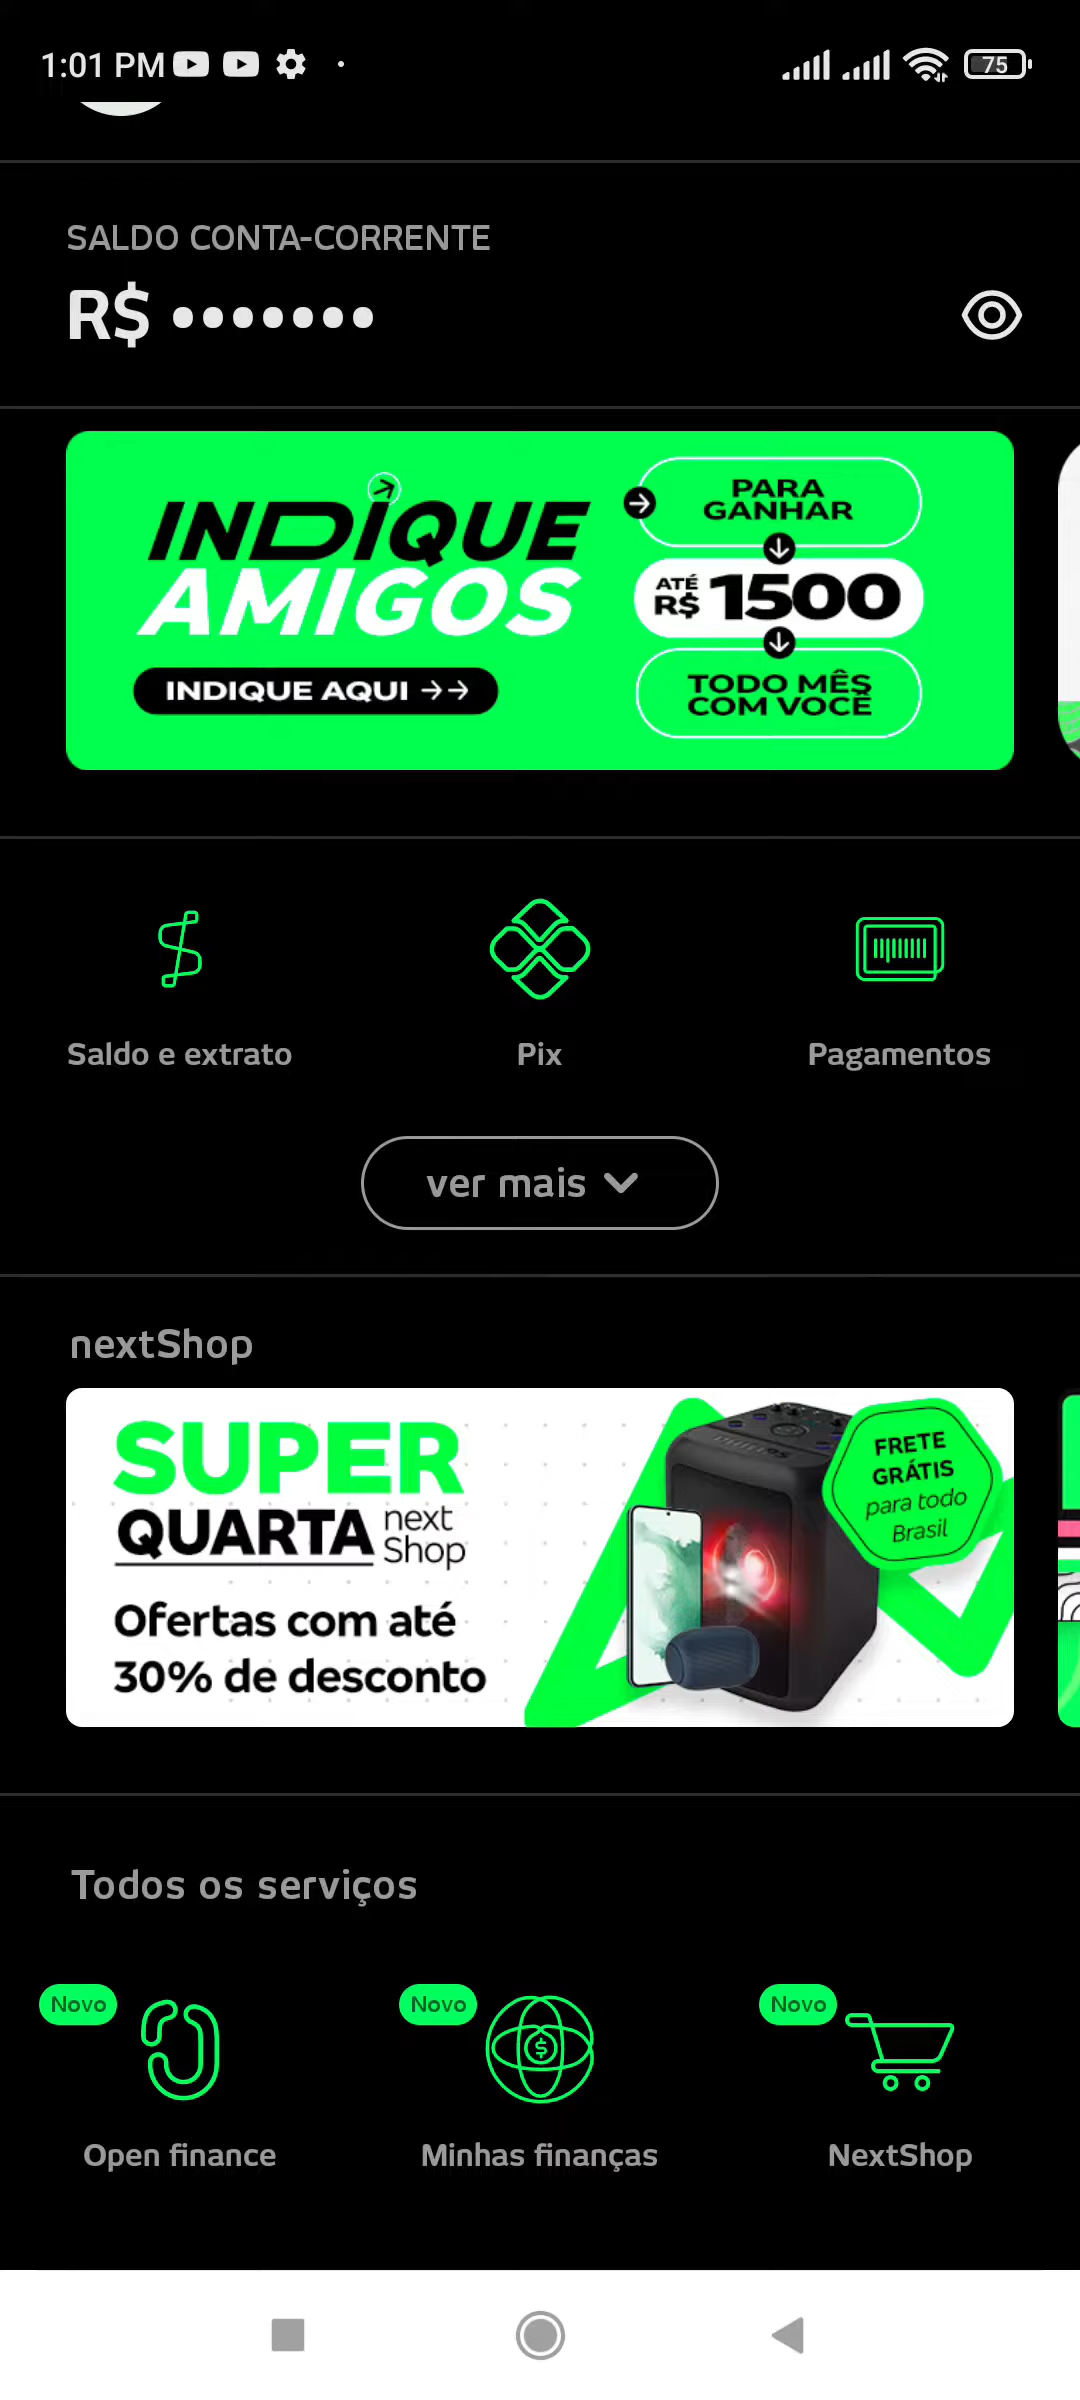 1:01 PM
75
SALDO CONTA-CORRENTE
R$ •••••••
INDIQUE
AMIGOS
INDIQUE AQUI →→
PARA
GANHAR
ATÉ
R$ 1500
TODO MÊS
COM VOCÊ
Saldo e extrato
Pix
Pagamentos
ver mais
nextShop
SUPER
QUARTA next
Shop
Ofertas com até
30% de desconto
FRETE
GRÁTIS
para todo
Brasil
Todos os serviços
Novo
Novo
Novo
Open finance
Minhas finanças
NextShop